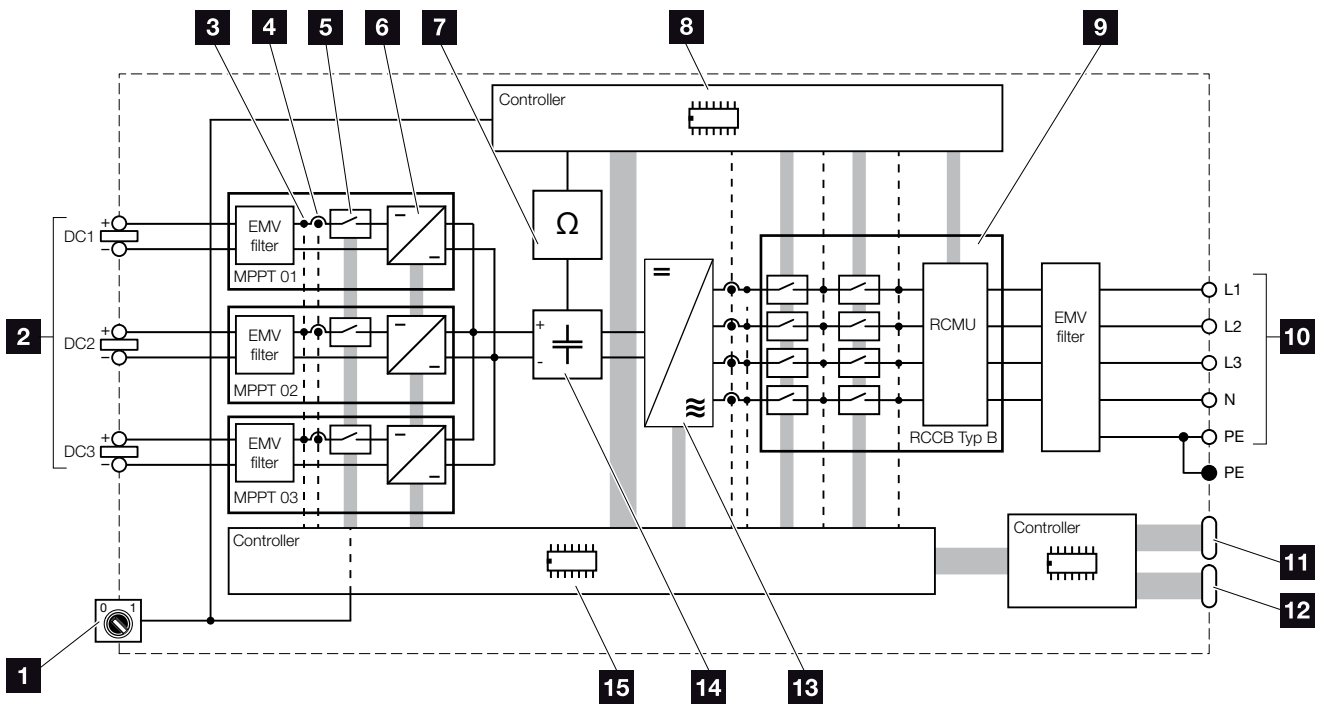 3 4 5 6 7 8 9
Controller
+
DC1
−
EMV
filter
MPPT 01
Ω
2
+
DC2
−
EMV
filter
MPPT 02
+
-
+
DC3
−
EMV
filter
MPPT 03
=
≋
RCMU
RCCB Typ B
EMV
filter
L1
L2
L3
N
PE
PE
10
Controller
Controller
11
12
0 1
1
15 14 13